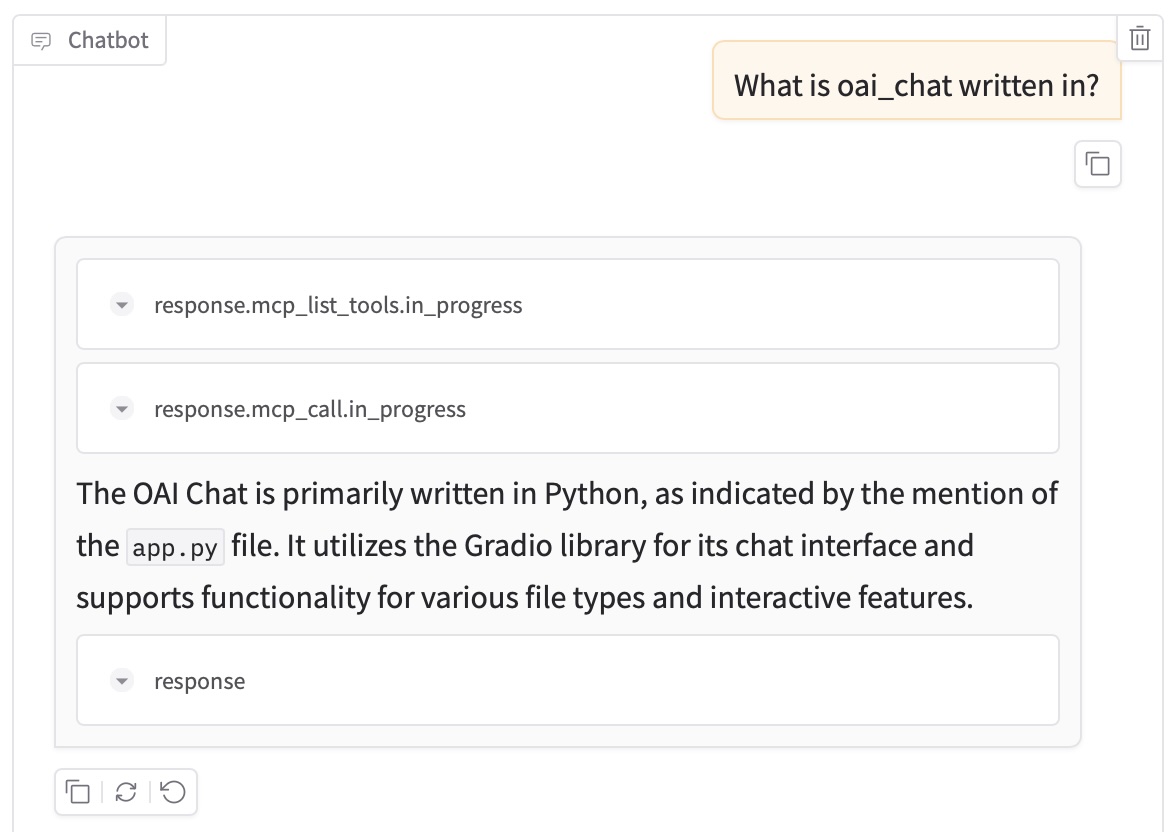 Chatbot
What is oai_chat written in?
response.mcp_list_tools.in_progress
response.mcp_call.in_progress
The OAI Chat is primarily written in Python, as indicated by the mention of
the app.py file. It utilizes the Gradio library for its chat interface and
supports functionality for various file types and interactive features.
response